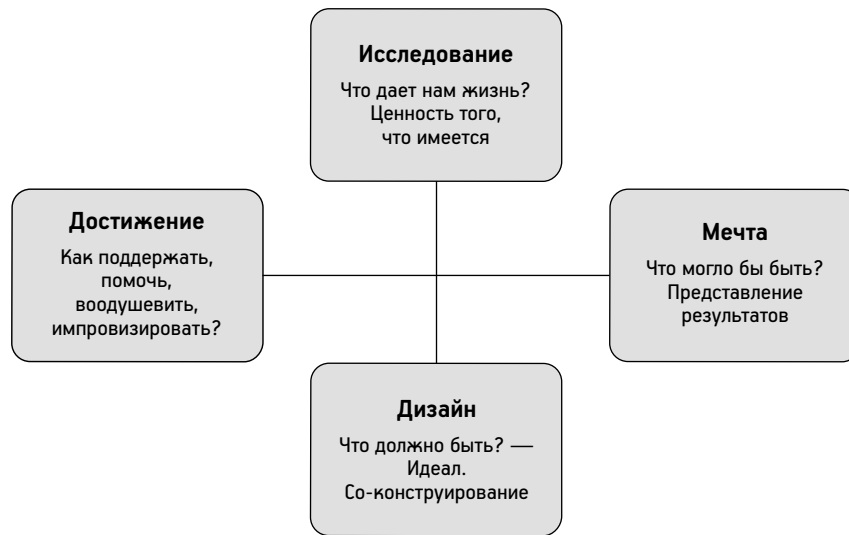 Исследование
Что дает нам жизнь?
Ценность того,
что имеется
Достижение
Как поддержать,
помочь,
воодушевить,
импровизировать?
Мечта
Что могло бы быть?
Представление
результатов
Дизайн
Что должно быть? —
Идеал.
Со-конструирование